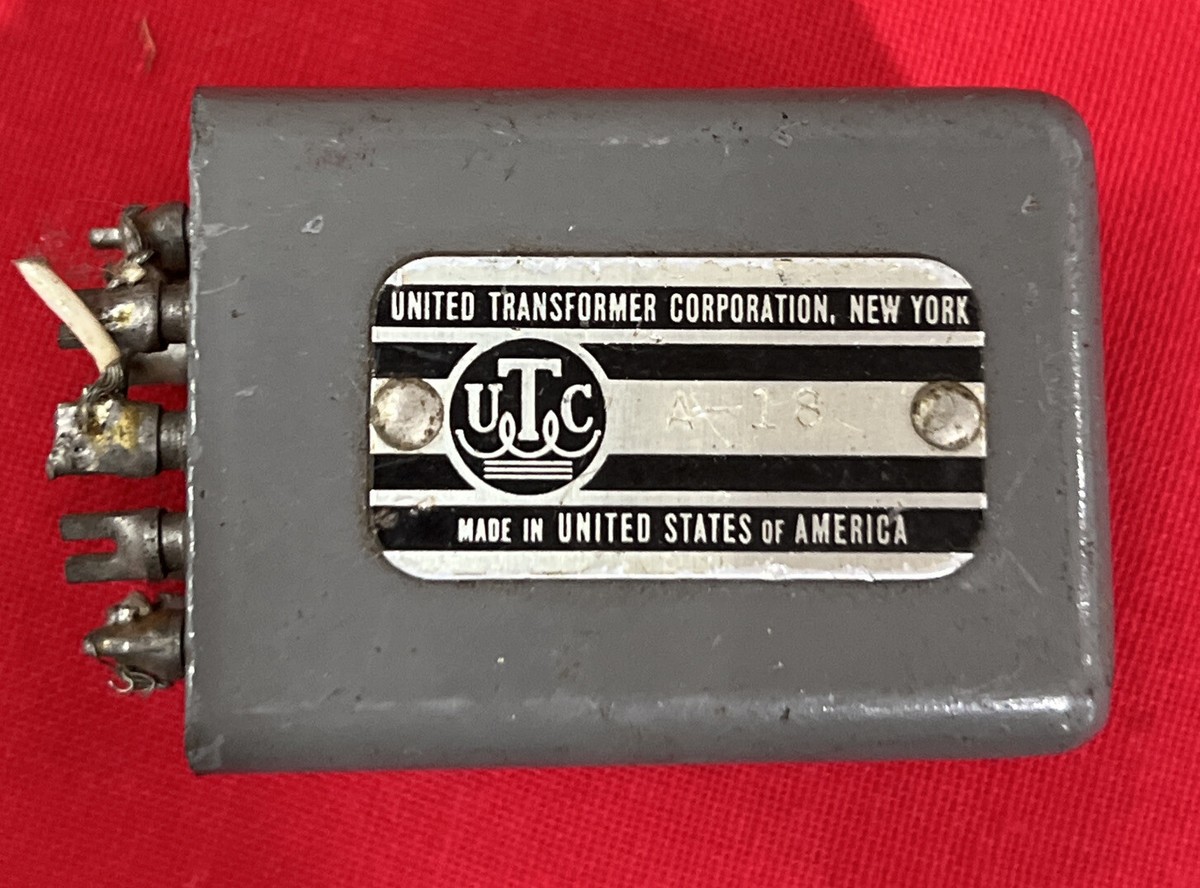 UNITED TRANSFORMER CORPORATION, NEW YORK
UTC
A-18
MADE IN UNITED STATES OF AMERICA